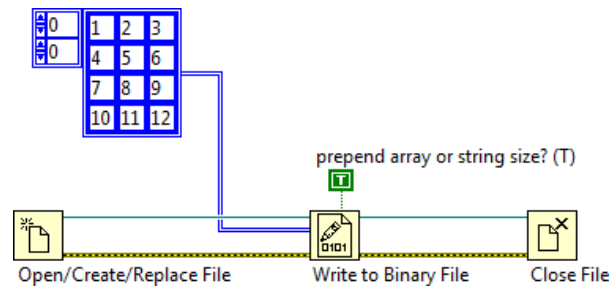 0 1 2 3
0 4 5 6
7 8 9
10 11 12
prepend array or string size? (T)
T
0101
Open/Create/Replace File Write to Binary File Close File